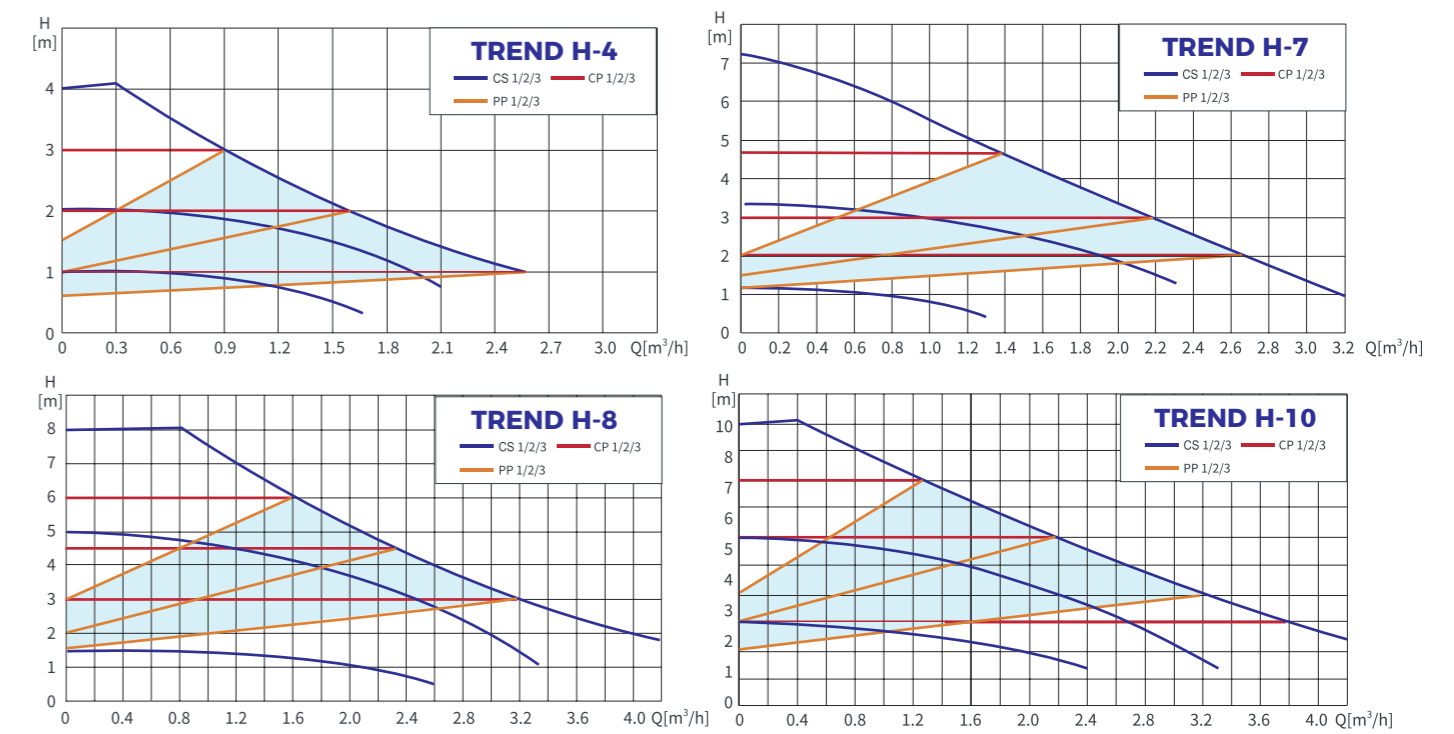 H
[m]
TREND H-4
CS 1/2/3 CP 1/2/3
PP 1/2/3
4
3
2
1
0
0 0.3 0.6 0.9 1.2 1.5 1.8 2.1 2.4 2.7 3.0 Q[m³/h]
H
[m]
TREND H-7
CS 1/2/3 CP 1/2/3
PP 1/2/3
7
6
5
4
3
2
1
0
0 0.2 0.4 0.6 0.8 1.0 1.2 1.4 1.6 1.8 2.0 2.2 2.4 2.6 2.8 3.0 3.2 Q[m³/h]
H
[m]
TREND H-8
CS 1/2/3 CP 1/2/3
PP 1/2/3
8
7
6
5
4
3
2
1
0
0 0.4 0.8 1.2 1.6 2.0 2.4 2.8 3.2 3.6 4.0 Q[m³/h]
H
[m]
TREND H-10
CS 1/2/3 CP 1/2/3
PP 1/2/3
10
8
7
6
5
4
3
2
1
0
0 0.4 0.8 1.2 1.6 2.0 2.4 2.8 3.2 3.6 4.0 Q[m³/h]